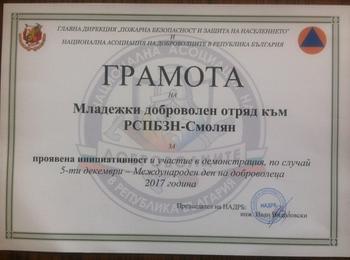 ГЛАВНА ДИРЕКЦИЯ „ПОЖАРНА БЕЗОПАСНОСТ И ЗАЩИТА НА НАСЕЛЕНИЕТО”
И
НАЦИОНАЛНА АСОЦИАЦИЯ НА ДОБРОВОЛЦИТЕ В РЕПУБЛИКА БЪЛГАРИЯ
ГРАМОТА
НА
Младежки доброволен отряд към
РСПБЗН-Смолян
ЗА
проявена инициативност и участие в демонстрация, по случай
5-ти декември – Международен ден на доброволеца
2017 година
Председател на НАДРБ:
инж. Иван